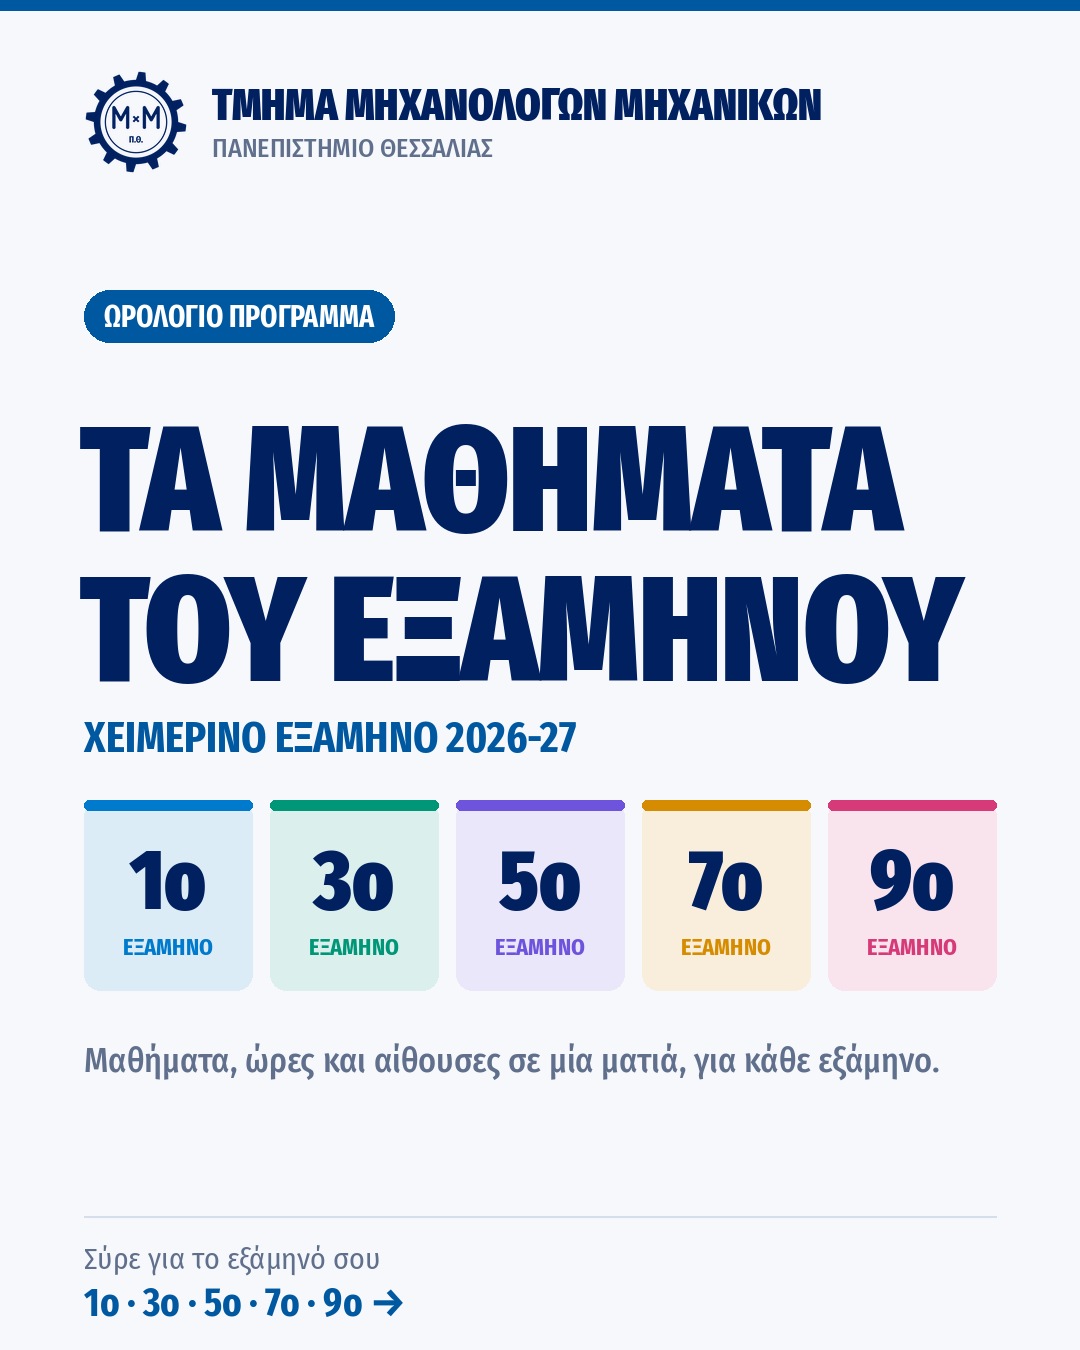 Μ×Μ
Π.Θ.
ΤΜΗΜΑ ΜΗΧΑΝΟΛΟΓΩΝ ΜΗΧΑΝΙΚΩΝ
ΠΑΝΕΠΙΣΤΗΜΙΟ ΘΕΣΣΑΛΙΑΣ
ΩΡΟΛΟΓΙΟ ΠΡΟΓΡΑΜΜΑ
ΤΑ ΜΑΘΗΜΑΤΑ
ΤΟΥ ΕΞΑΜΗΝΟΥ
ΧΕΙΜΕΡΙΝΟ ΕΞΑΜΗΝΟ 2026-27
1ο
ΕΞΑΜΗΝΟ
3ο
ΕΞΑΜΗΝΟ
5ο
ΕΞΑΜΗΝΟ
7ο
ΕΞΑΜΗΝΟ
9ο
ΕΞΑΜΗΝΟ
Μαθήματα, ώρες και αίθουσες σε μία ματιά, για κάθε εξάμηνο.
Σύρε για το εξάμηνό σου
1ο · 3ο · 5ο · 7ο · 9ο →